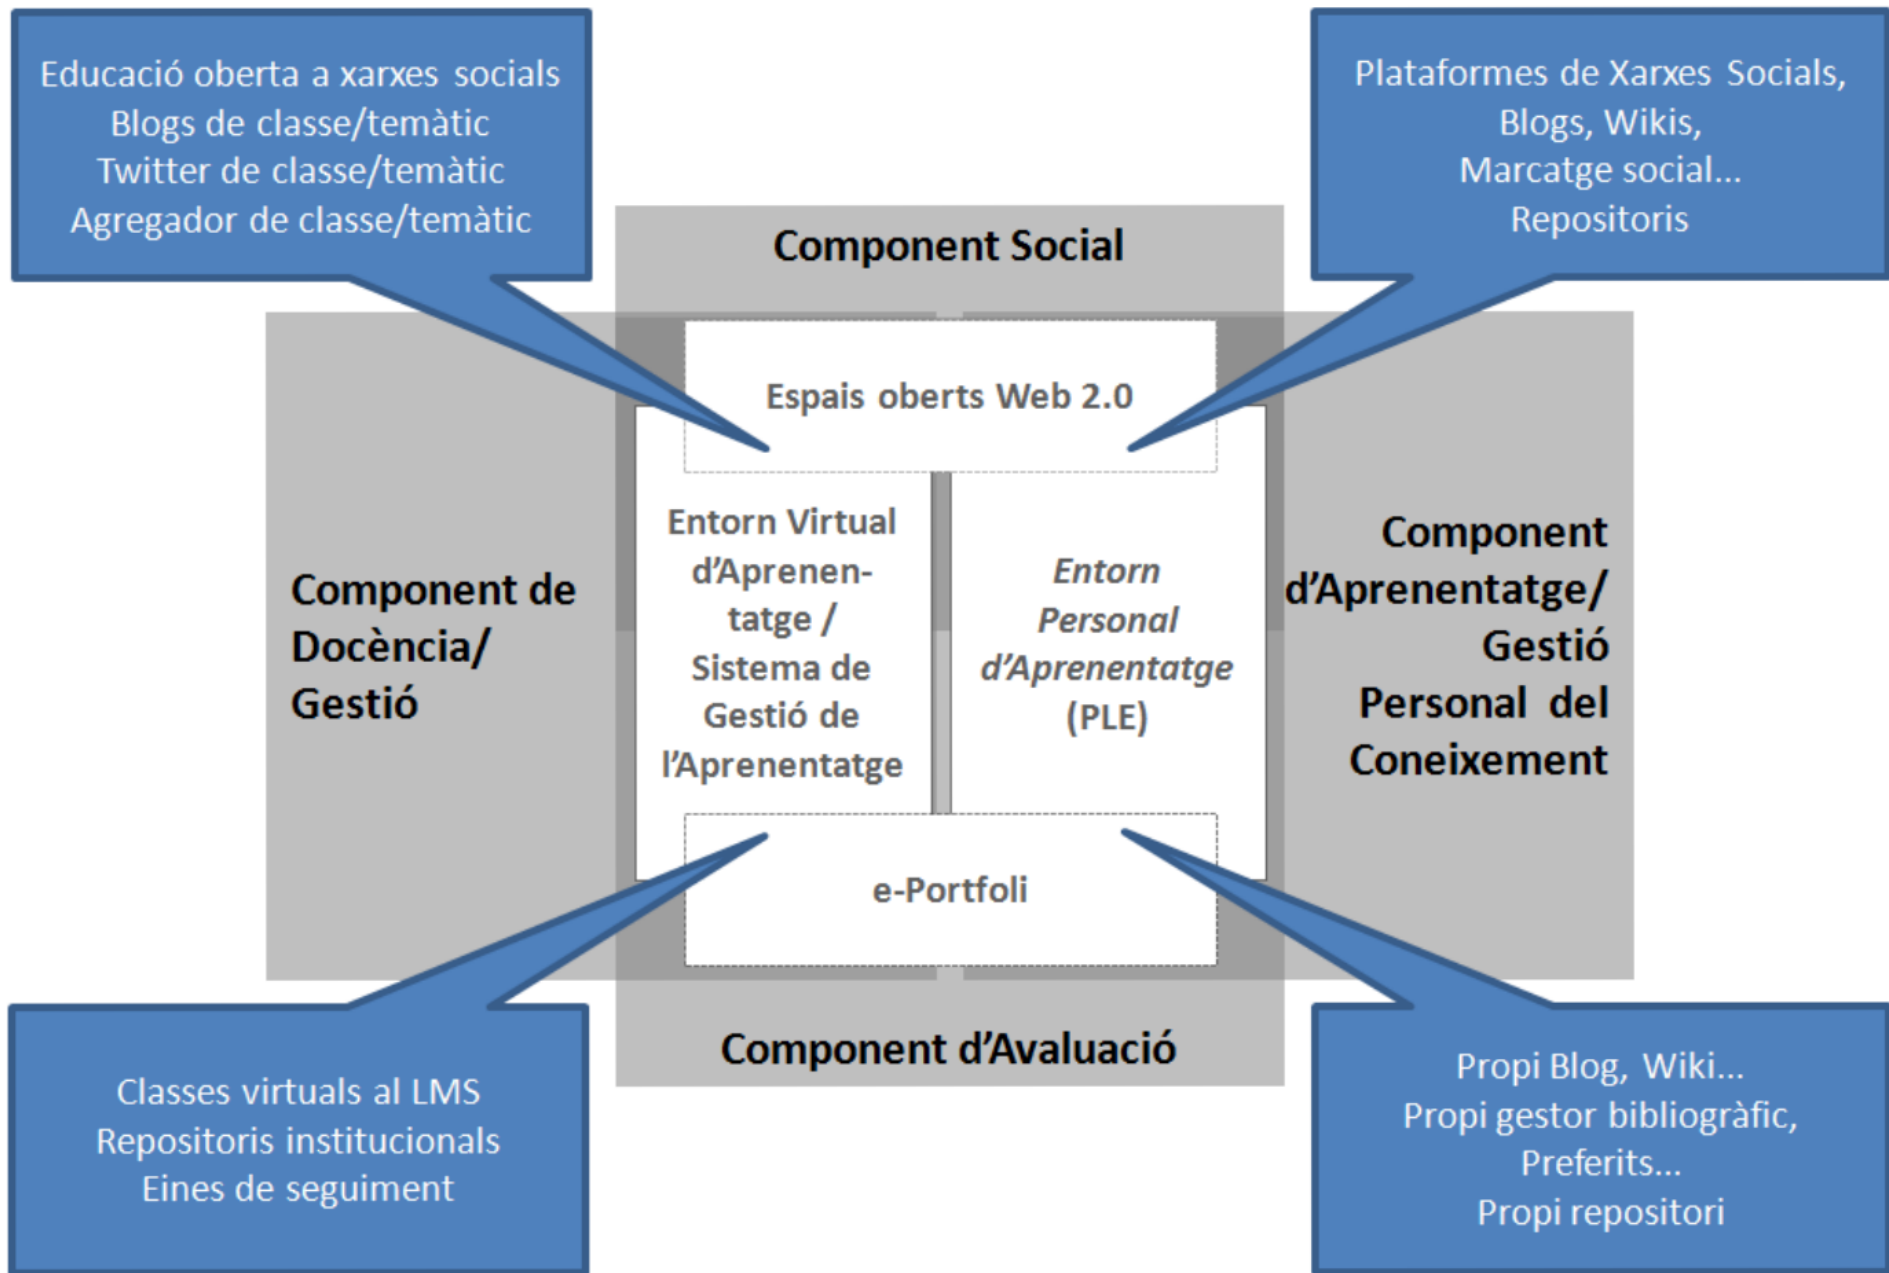 Educació oberta a xarxes socials
Blogs de classe/temàtic
Twitter de classe/temàtic
Agregador de classe/temàtic
Plataformes de Xarxes Socials,
Blogs, Wikis,
Marcatge social...
Repositoris
Component Social
Espais oberts Web 2.0
Component de
Docència/
Gestió
Entorn Virtual
d'Aprenen-
tatge /
Sistema de
Gestió de
l'Aprenentatge
Entorn
Personal
d'Aprenentatge
(PLE)
Component
d'Aprenentatge/
Gestió
Personal del
Coneixement
e-Portfoli
Component d'Avaluació
Classes virtuals al LMS
Repositoris institucionals
Eines de seguiment
Propi Blog, Wiki...
Propi gestor bibliogràfic,
Preferits...
Propi repositori